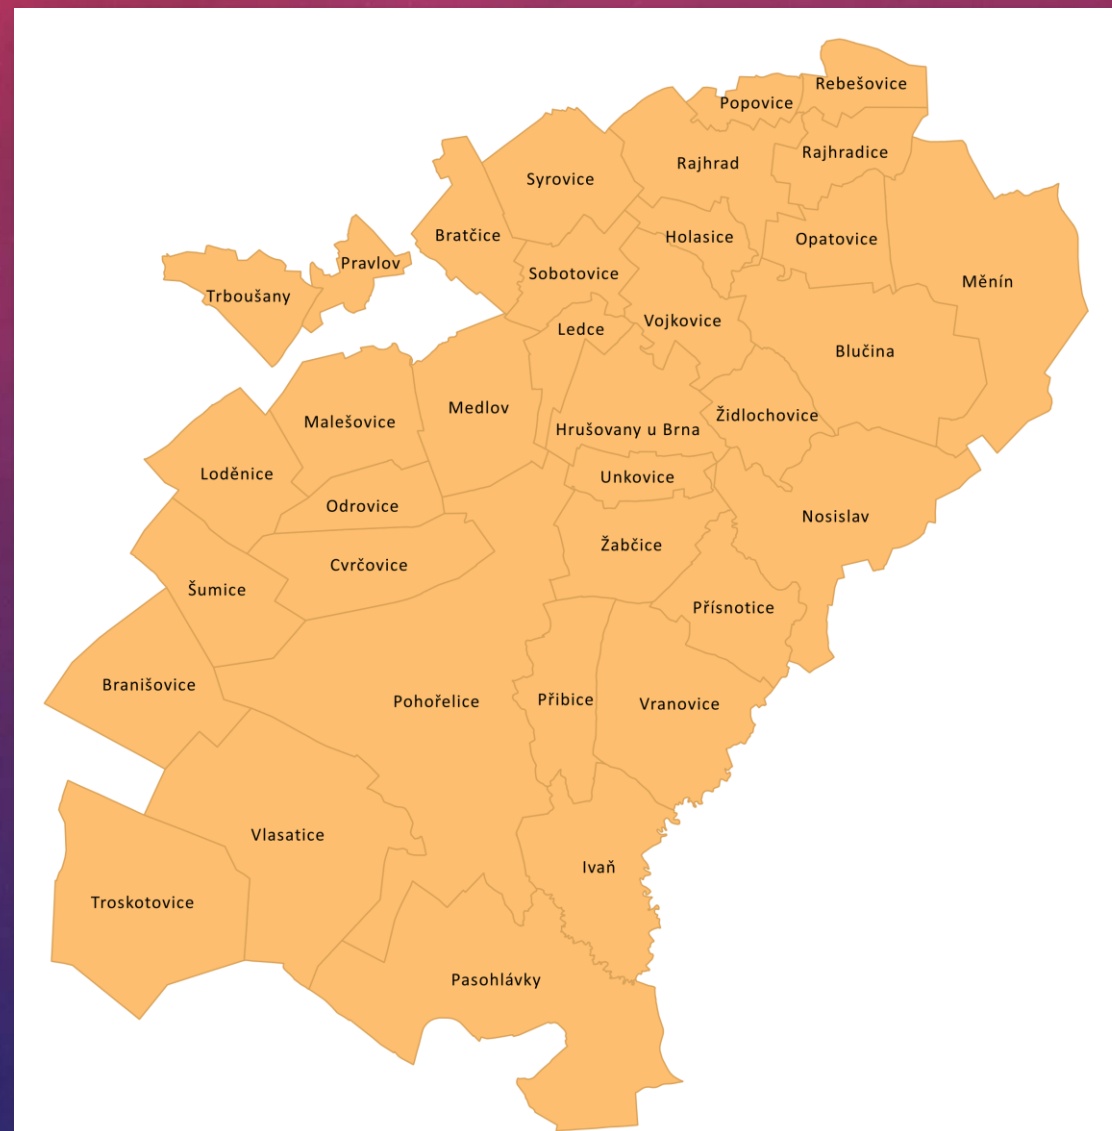 Rebešovice
Popovice
Rajhradice
Rajhrad
Syrovice
Bratčice
Holasice
Opatovice
Pravlov
Sobotovice
Měnín
Trboušany
Vojkovice
Ledce
Blučina
Medlov
Židlochovice
Malešovice
Hrušovany u Brna
Loděnice
Unkovice
Odrovice
Nosislav
Žabčice
Cvrčovice
Šumice
Přísnotice
Branišovice
Pohořelice
Přibice
Vranovice
Vlasatice
Ivaň
Troskotovice
Pasohlávky